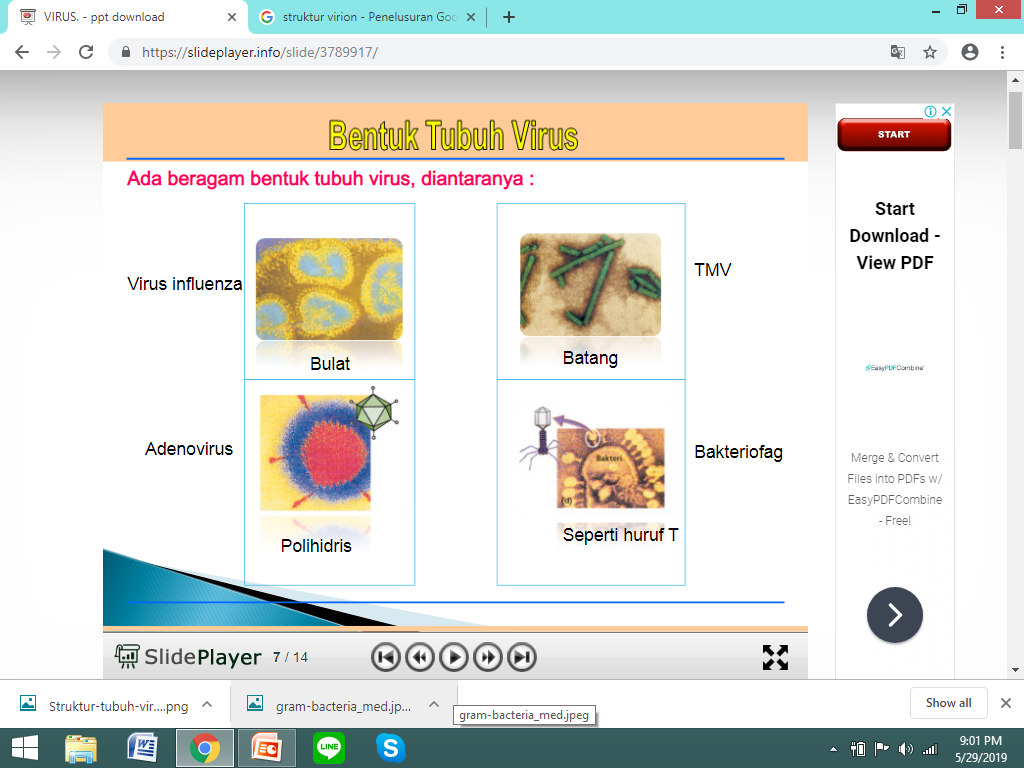 VIRUS. - ppt download
struktur virion - Penelusuran Goo
https://slideplayer.info/slide/3789917/
Bentuk Tubuh Virus
Ada beragam bentuk tubuh virus, diantaranya :
Virus influenza
Bulat
TMV
Batang
Adenovirus
Polihidris
Bakteriofag
Bakteri
(d)
Seperti huruf T
START
Start
Download -
View PDF
EasyPDFCombine
Merge & Convert
Files into PDFs w/
EasyPDFCombine
- Free!
SlidePlayer 7 / 14
Struktur-tubuh-vir....png
gram-bacteria_med.jp...
gram-bacteria_med.jpeg
Show all
LINE
9:01 PM
5/29/2019